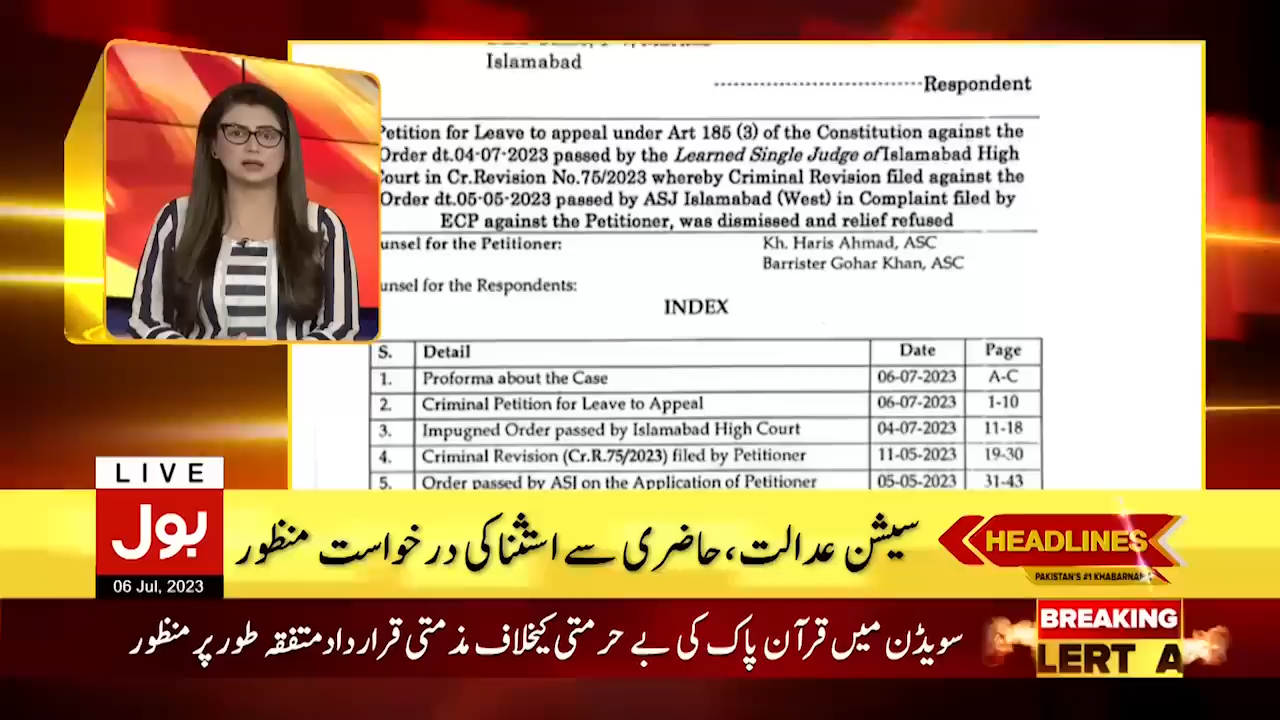 Islamabad
Respondent
Petition for Leave to appeal under Art 185 (3) of the Constitution against the
Order dt.04-07-2023 passed by the Learned Single Judge of Islamabad High
Court in Cr.Revision No.75/2023 whereby Criminal Revision filed against the
Order dt.05-05-2023 passed by ASJ Islamabad (West) in Complaint filed by
ECP against the Petitioner, was dismissed and relief refused
unsel for the Petitioner:
Kh. Haris Ahmad, ASC
Barrister Gohar Khan, ASC
unsel for the Respondents:
INDEX
S. Detail Date Page
1. Proforma about the Case 06-07-2023 A-C
2. Criminal Petition for Leave to Appeal 06-07-2023 1-10
3. Impugned Order passed by Islamabad High Court 04-07-2023 11-18
4. Criminal Revision (Cr.R.75/2023) filed by Petitioner 11-05-2023 19-30
5. Order passed by ASJ on the Application of Petitioner 05-05-2023 31-43
LIVE
بول
06 Jul, 2023
سیشن عدالت، حاضری سے استثنا کی درخواست منظور
HEADLINES
PAKISTAN'S #1 KHABARNA
سویڈن میں قرآن پاک کی بے حرمتی کیخلاف مذمتی قرارداد متفقہ طور پر منظور
BREAKING
LERT A